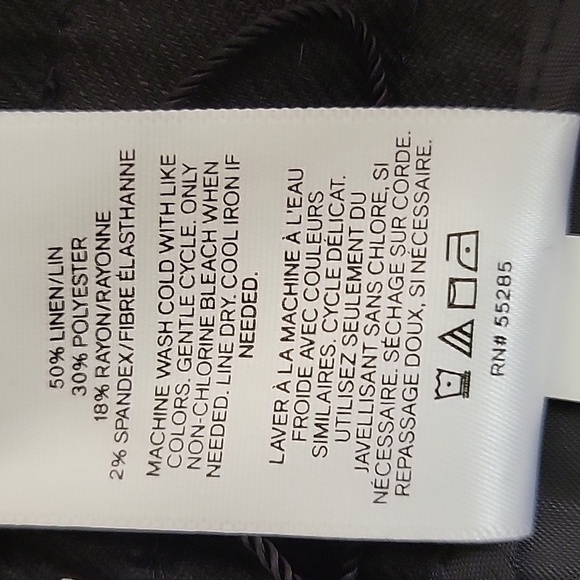 50% LINEN/LIN
30% POLYESTER
18% RAYON/RAYONNE
2% SPANDEX/FIBRE ÉLASTHANNE
MACHINE WASH COLD WITH LIKE
COLORS. GENTLE CYCLE. ONLY
NON-CHLORINE BLEACH WHEN
NEEDED. LINE DRY. COOL IRON IF
NEEDED.
LAVER À LA MACHINE À L'EAU
FROIDE AVEC COULEURS
SIMILAIRES. CYCLE DÉLICAT.
UTILISEZ SEULEMENT DU
JAVELLISANT SANS CHLORE, SI
NÉCESSAIRE. SÉCHAGE SUR CORDE.
REPASSAGE DOUX, SI NÉCESSAIRE.
RN# 55285